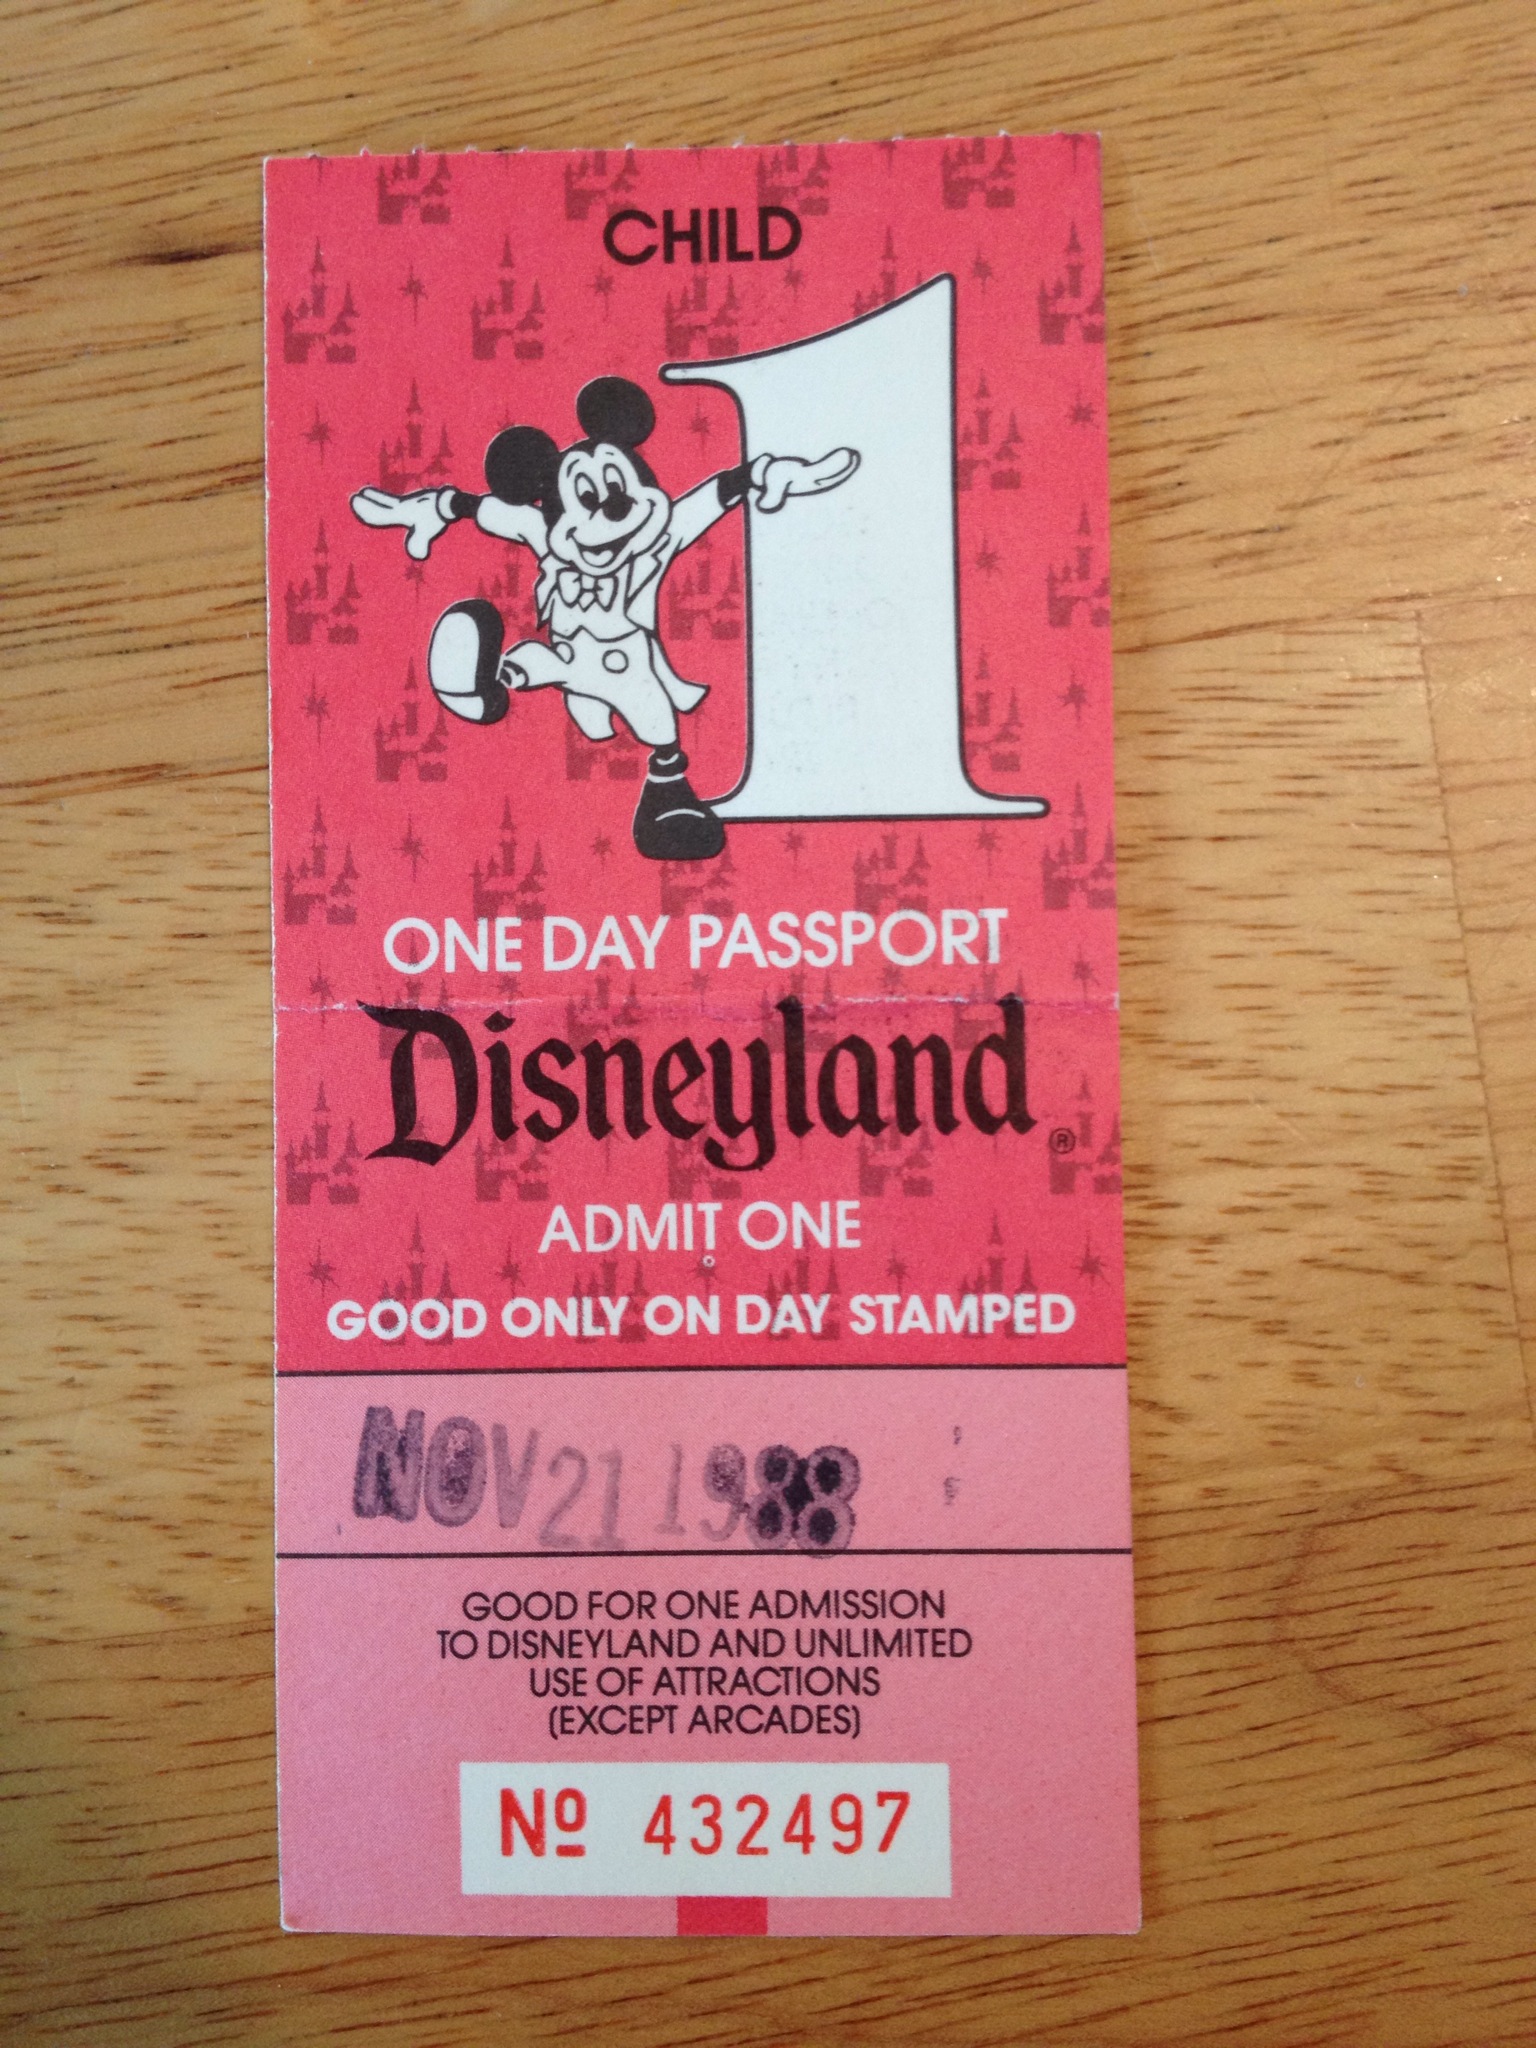 CHILD
1
ONE DAY PASSPORT
Disneyland®
ADMIT ONE
GOOD ONLY ON DAY STAMPED
NOV 21 1988
GOOD FOR ONE ADMISSION
TO DISNEYLAND AND UNLIMITED
USE OF ATTRACTIONS
(EXCEPT ARCADES)
Nº 432497